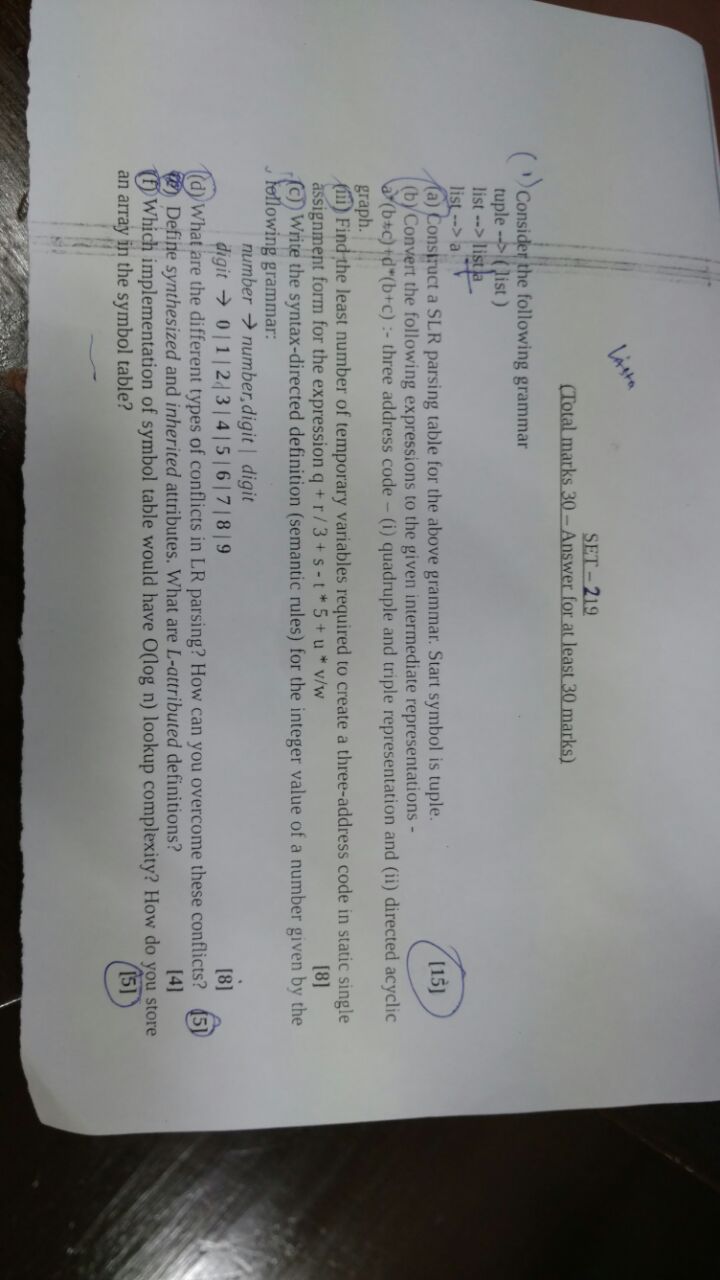 Lista
SET – 219
(Total marks 30 – Answer for at least 30 marks)
(1) Consider the following grammar
tuple --> ( list )
list --> list a
list --> a
(a) Construct a SLR parsing table for the above grammar. Start symbol is tuple. [15]
(b) Convert the following expressions to the given intermediate representations -
a*(b+c)+d*(b+c) :- three address code – (i) quadruple and triple representation and (ii) directed acyclic
graph.
(iii) Find the least number of temporary variables required to create a three-address code in static single
assignment form for the expression q + r / 3 + s - t * 5 + u * v/w [8]
(c) Write the syntax-directed definition (semantic rules) for the integer value of a number given by the
following grammar:
number → number digit | digit
digit → 0 | 1 | 2 | 3 | 4 | 5 | 6 | 7 | 8 | 9 [8]
(d) What are the different types of conflicts in LR parsing? How can you overcome these conflicts? [5]
(e) Define synthesized and inherited attributes. What are L-attributed definitions? [4]
(f) Which implementation of symbol table would have O(log n) lookup complexity? How do you store
an array in the symbol table? [5]